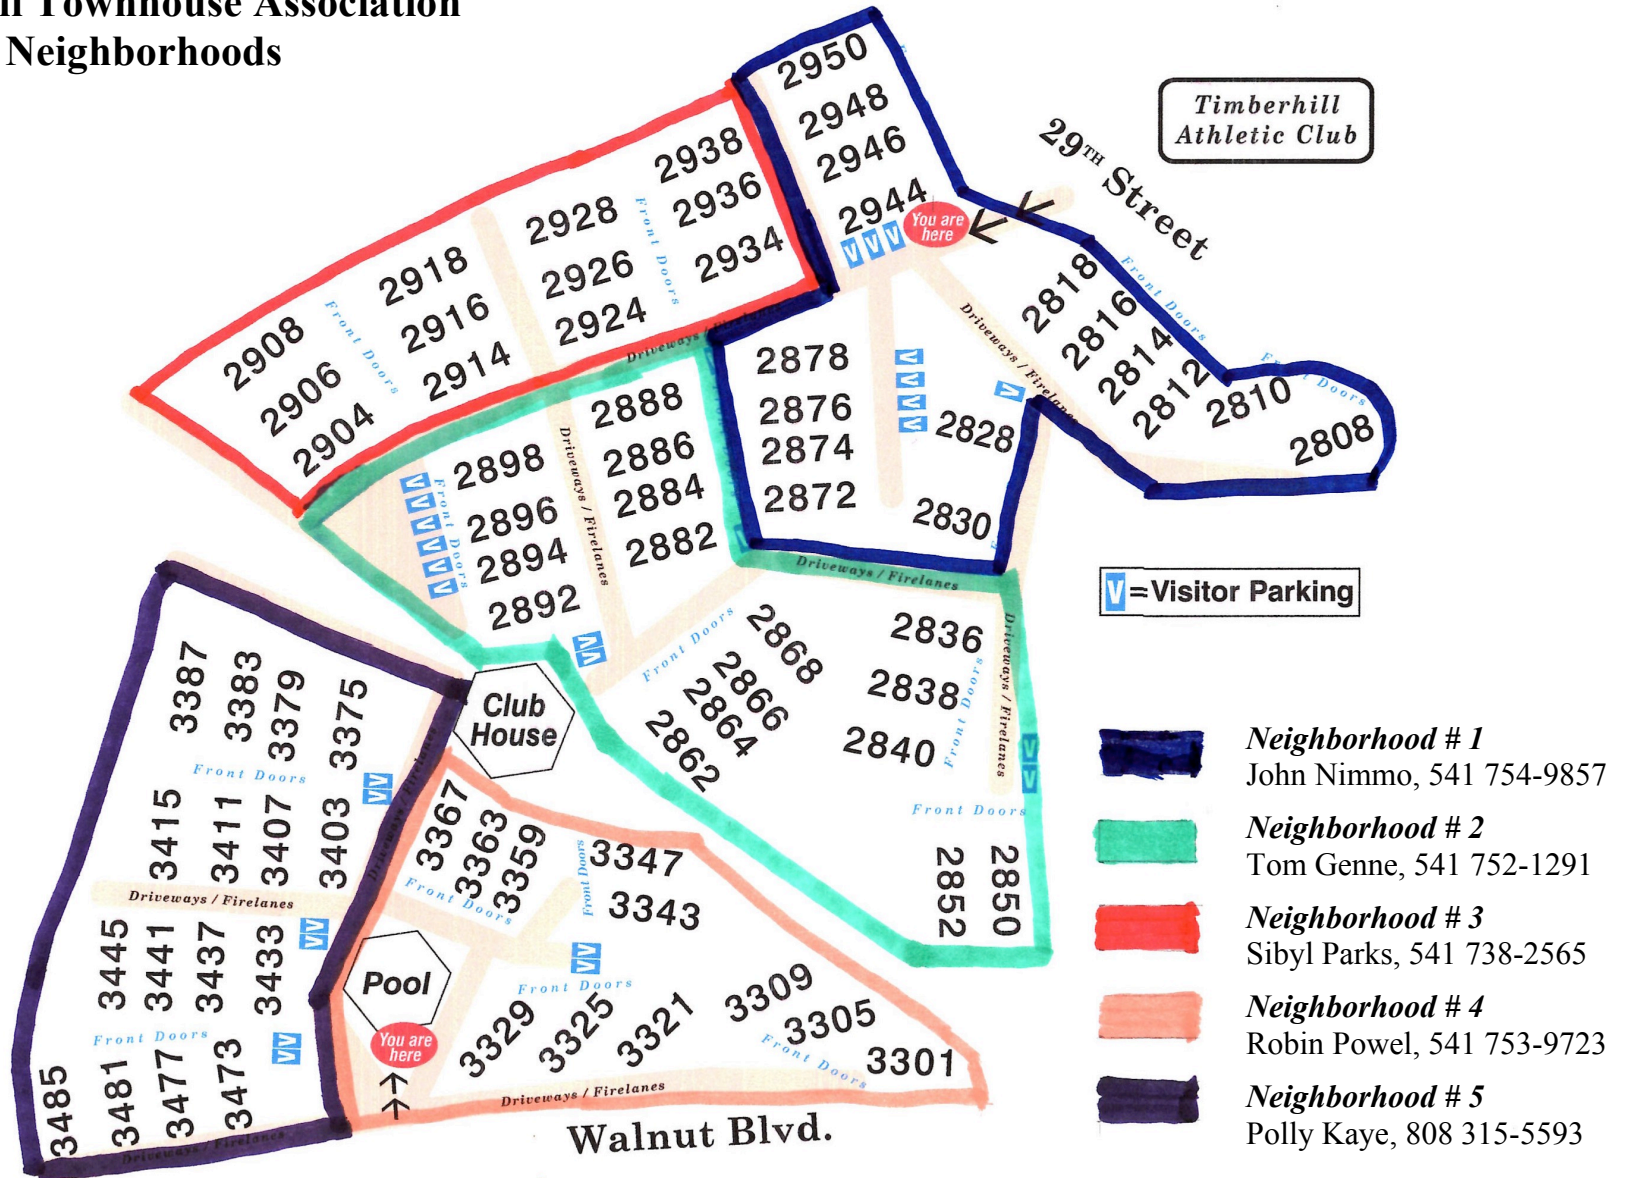 ll Townhouse Association
Neighborhoods
Timberhill
Athletic Club
29TH Street
You are
here
2950
2948
2946
2944
V V V
2938
2936
2934
Front Doors
2928
2926
2924
2918
2916
2914
Front Doors
2908
2906
2904
Driveways / Firelanes
2818
2816
2814
2812
2810
2808
Front Doors
Front Doors
Driveways / Firelanes
2878
2876
2874
2872
V V V V
V
2828
2830
2888
2886
2884
2882
Driveways / Firelanes
2898
2896
2894
2892
Front Doors
V V V V V V
V V
Driveways / Firelanes
2868
2866
2864
2862
Front Doors
2836
2838
2840
Front Doors
Driveways / Firelanes
V V
Front Doors
2852
2850
V=Visitor Parking
Club
House
3387
3383
3379
3375
Front Doors
V V
3415
3411
3407
3403
Driveways / Firelanes
Driveways / Firelanes
3445
3441
3437
3433
V V
Front Doors
V V
3485
3481
3477
3473
Driveways / Firelanes
3367
3363
3359
Front Doors
3347
3343
Front Doors
V V
Front Doors
Pool
You are
here
3329
3325
3321
3309
3305
3301
Front Doors
Driveways / Firelanes
Walnut Blvd.
Neighborhood # 1
John Nimmo, 541 754-9857
Neighborhood # 2
Tom Genne, 541 752-1291
Neighborhood # 3
Sibyl Parks, 541 738-2565
Neighborhood # 4
Robin Powel, 541 753-9723
Neighborhood # 5
Polly Kaye, 808 315-5593